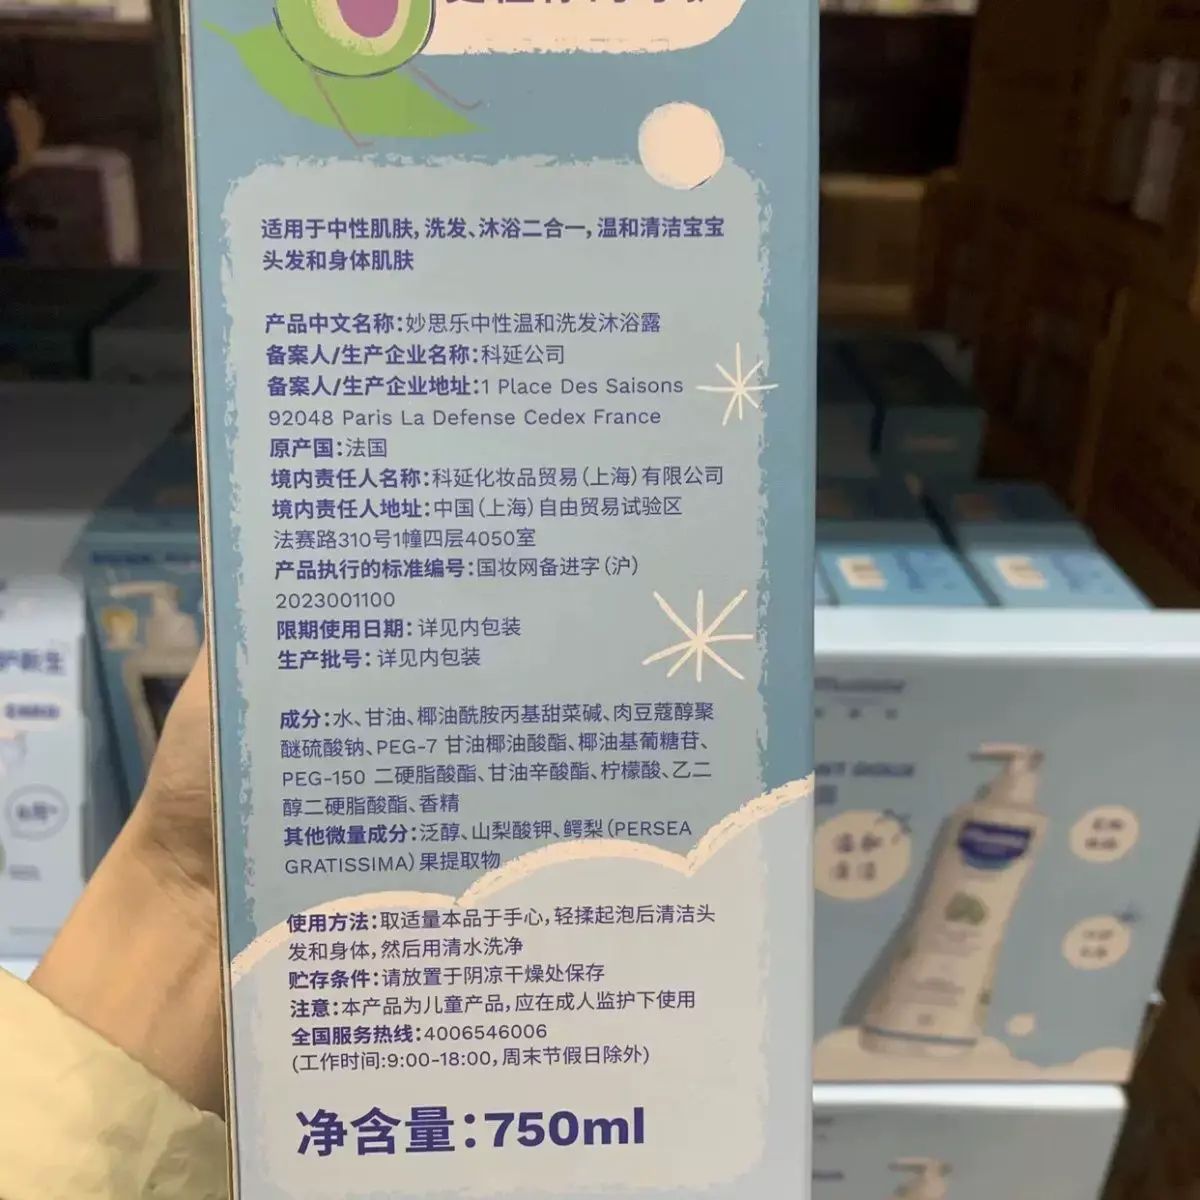 适用于中性肌肤,洗发、沐浴二合一,温和清洁宝宝
头发和身体肌肤
产品中文名称:妙思乐中性温和洗发沐浴露
备案人/生产企业名称:科延公司
备案人/生产企业地址:1 Place Des Saisons
92048 Paris La Defense Cedex France
原产国:法国
境内责任人名称:科延化妆品贸易(上海)有限公司
境内责任人地址:中国(上海)自由贸易试验区
法赛路310号1幢四层4050室
产品执行的标准编号:国妆网备进字(沪)
2023001100
限期使用日期:详见内包装
生产批号:详见内包装
成分:水、甘油、椰油酰胺丙基甜菜碱、肉豆蔻醇聚
醚硫酸钠、PEG-7 甘油椰油酸酯、椰油基葡糖苷、
PEG-150 二硬脂酸酯、甘油辛酸酯、柠檬酸、乙二
醇二硬脂酸酯、香精
其他微量成分:泛醇、山梨酸钾、鳄梨(PERSEA
GRATISSIMA)果提取物
使用方法:取适量本品于手心,轻揉起泡后清洁头
发和身体,然后用清水洗净
贮存条件:请放置于阴凉干燥处保存
注意:本产品为儿童产品,应在成人监护下使用
全国服务热线:4006546006
(工作时间:9:00-18:00,周末节假日除外)
净含量:750ml